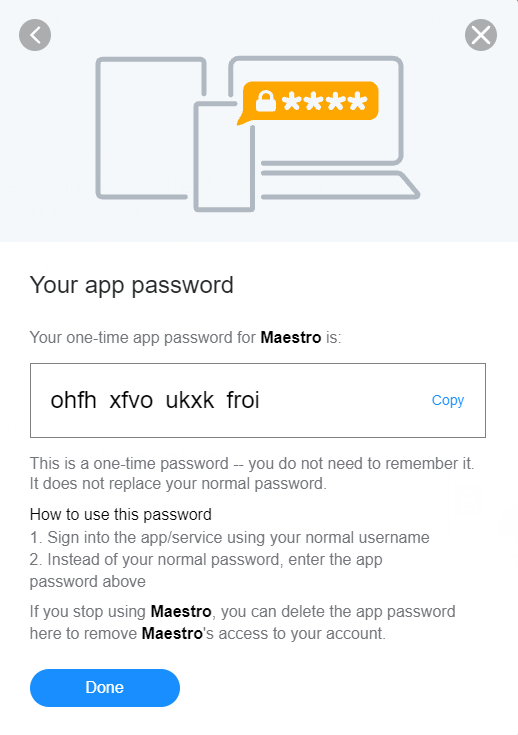 ****
Your app password
Your one-time app password for Maestro is:
ohfh xfvo ukxk froi
Copy
This is a one-time password -- you do not need to remember it.
It does not replace your normal password.
How to use this password
1. Sign into the app/service using your normal username
2. Instead of your normal password, enter the app
password above
If you stop using Maestro, you can delete the app password
here to remove Maestro's access to your account.
Done